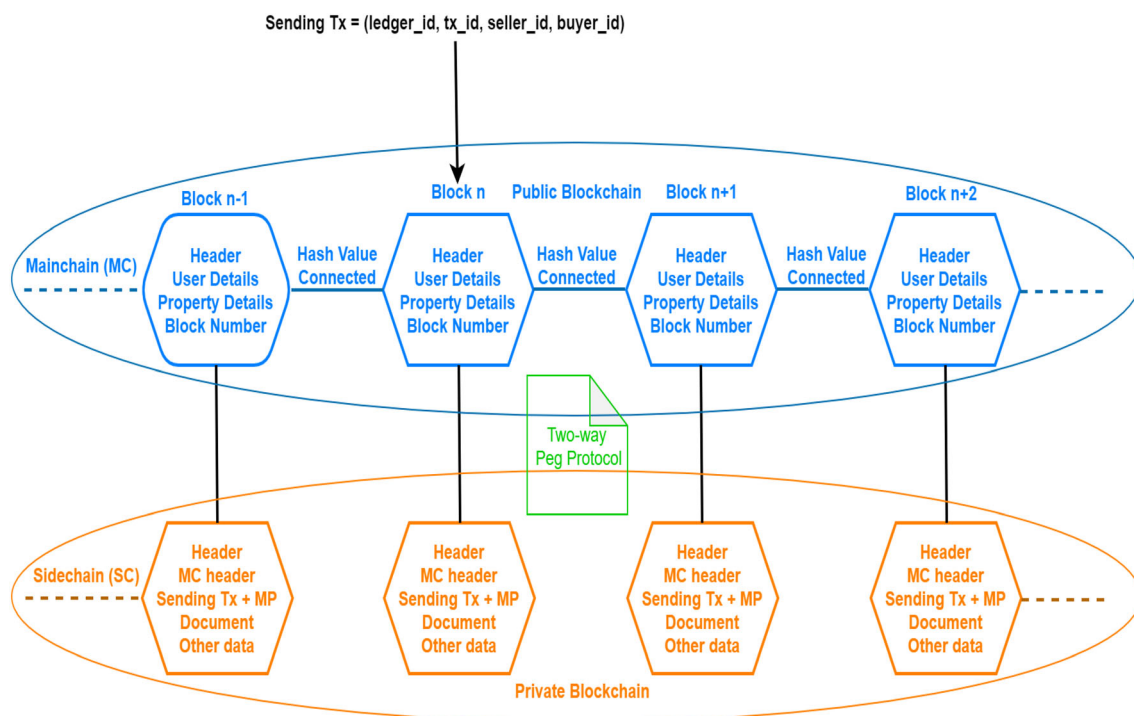 Sending Tx = (ledger_id, tx_id, seller_id, buyer_id)
Block n-1
Block n
Public Blockchain
Block n+1
Block n+2
Mainchain (MC)
Header
User Details
Property Details
Block Number
Hash Value
Connected
Header
User Details
Property Details
Block Number
Hash Value
Connected
Header
User Details
Property Details
Block Number
Hash Value
Connected
Header
User Details
Property Details
Block Number
Two-way
Peg Protocol
Sidechain (SC)
Header
MC header
Sending Tx + MP
Document
Other data
Header
MC header
Sending Tx + MP
Document
Other data
Header
MC header
Sending Tx + MP
Document
Other data
Header
MC header
Sending Tx + MP
Document
Other data
Private Blockchain